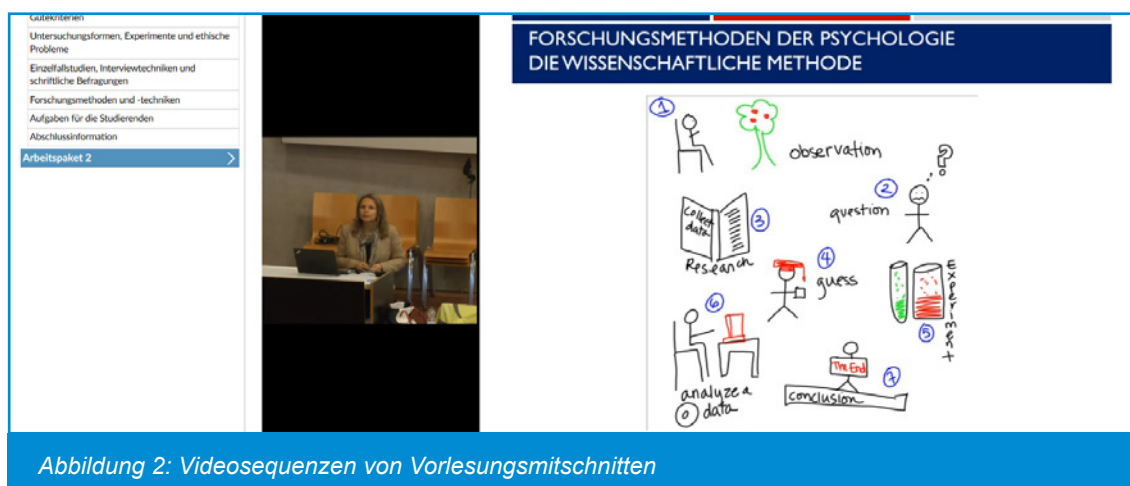 Gütekriterien
Untersuchungsformen, Experimente und ethische
Probleme
Einzelfallstudien, Interviewtechniken und
schriftliche Befragungen
Forschungsmethoden und -techniken
Aufgaben für die Studierenden
Abschlussinformation
Arbeitspaket 2
FORSCHUNGSMETHODEN DER PSYCHOLOGIE
DIE WISSENSCHAFTLICHE METHODE
1
observation
?
2
question
collect
data
3
Research
4
guess
Experiment
5
6
analyze a
data
7
The End
conclusion
Abbildung 2: Videosequenzen von Vorlesungsmitschnitten